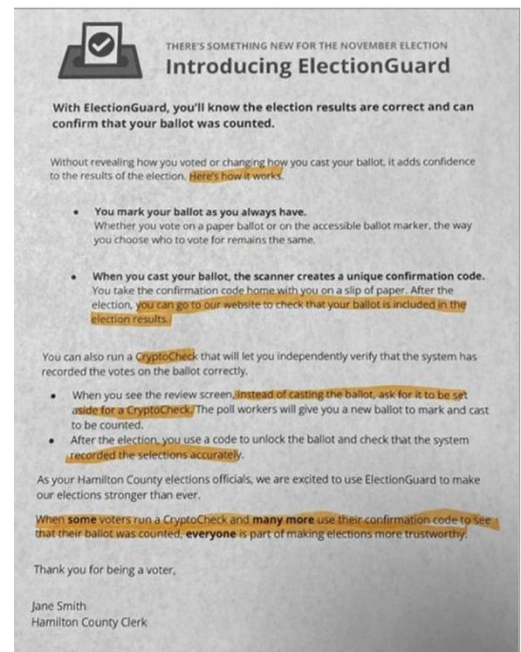 THERE'S SOMETHING NEW FOR THE NOVEMBER ELECTION
Introducing ElectionGuard
With ElectionGuard, you'll know the election results are correct and can
confirm that your ballot was counted.
Without revealing how you voted or changing how you cast your ballot, it adds confidence
to the results of the election. Here's how it works.
• You mark your ballot as you always have.
Whether you vote on a paper ballot or on the accessible ballot marker, the way
you choose who to vote for remains the same.
• When you cast your ballot, the scanner creates a unique confirmation code.
You take the confirmation code home with you on a slip of paper. After the
election, you can go to our website to check that your ballot is included in the
election results.
You can also run a CryptoCheck that will let you independently verify that the system has
recorded the votes on the ballot correctly.
• When you see the review screen, instead of casting the ballot, ask for it to be set
aside for a CryptoCheck. The poll workers will give you a new ballot to mark and cast
to be counted.
• After the election, you use a code to unlock the ballot and check that the system
recorded the selections accurately.
As your Hamilton County elections officials, we are excited to use ElectionGuard to make
our elections stronger than ever.
When some voters run a CryptoCheck and many more use their confirmation code to see
that their ballot was counted, everyone is part of making elections more trustworthy.
Thank you for being a voter,
Jane Smith
Hamilton County Clerk